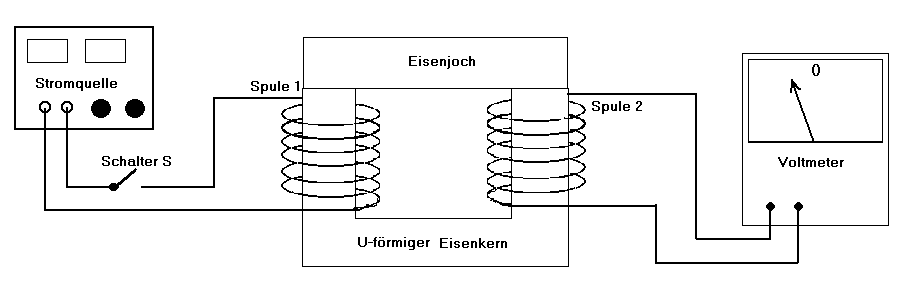 Stromquelle
Schalter S
Spule 1
Eisenjoch
Spule 2
U-förmiger Eisenkern
0
Voltmeter